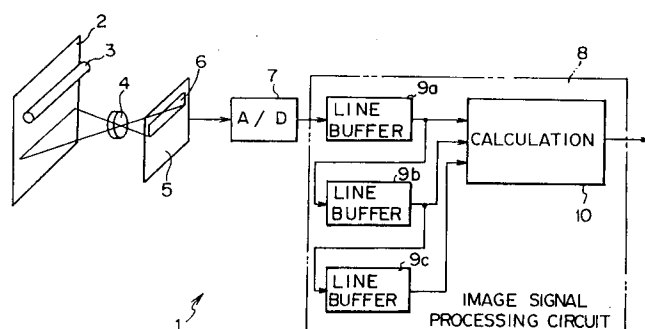 2
3
4
6
5
7
A/D
8
9a
LINE
BUFFER
9b
LINE
BUFFER
9c
LINE
BUFFER
CALCULATION
10
1
IMAGE SIGNAL
PROCESSING CIRCUIT